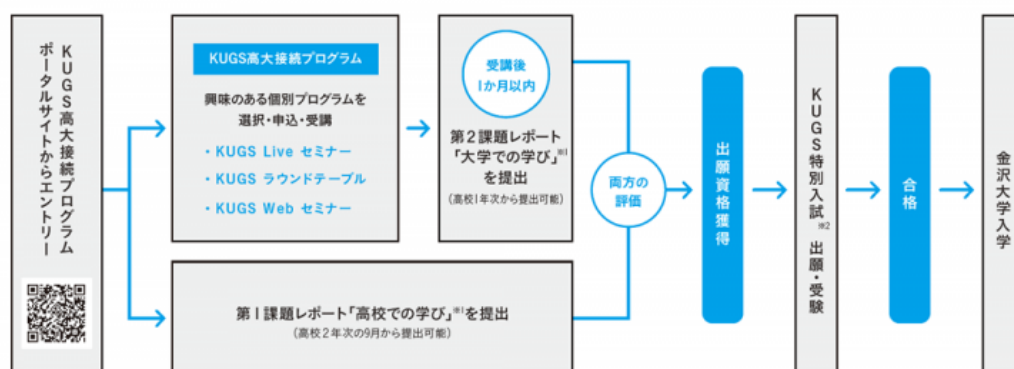 KUGS高大接続プログラム
ポータルサイトからエントリー
KUGS高大接続プログラム
興味のある個別プログラムを
選択・申込・受講
・KUGS Live セミナー
・KUGS ラウンドテーブル
・KUGS Web セミナー
受講後
1か月以内
第2課題レポート
「大学での学び」※1
を提出
(高校1年次から提出可能)
第1課題レポート「高校での学び」※1を提出
(高校2年次の9月から提出可能)
両方の
評価
出願資格獲得
KUGS特別入試※2 出願・受験
合格
金沢大学入学